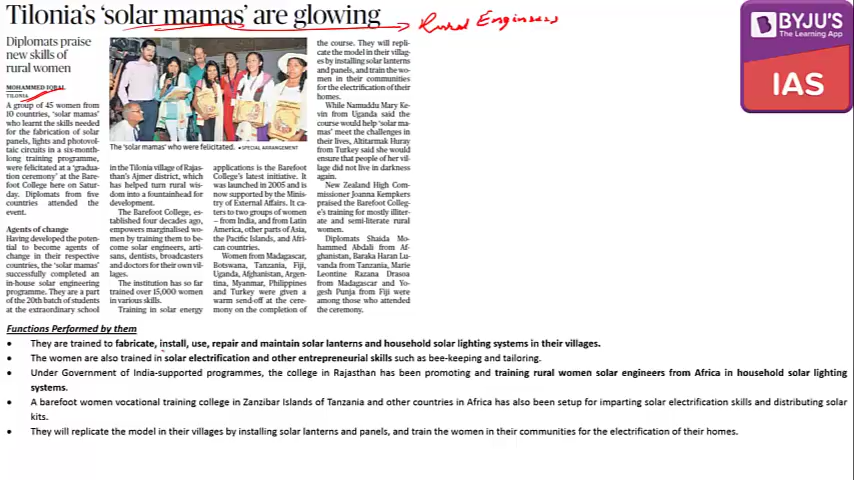 Tilonia's 'solar mamas' are glowing
Rural Engineers
Diplomats praise
new skills of
rural women
MOHAMMED IQBAL
TILONIA
A group of 45 women from
10 countries, 'solar mamas'
who learnt the skills needed
for the fabrication of solar
panels, lights and photovol-
taic circuits in a six-month-
long training programme,
were felicitated at a 'gradua-
tion ceremony' at the Bare-
foot College here on Satur-
day. Diplomats from five
countries attended the
event.
Agents of change
Having developed the poten-
tial to become agents of
change in their respective
countries, the 'solar mamas'
successfully completed an
in-house solar engineering
programme. They are a part
of the 20th batch of students
at the extraordinary school
The 'solar mamas' who were felicitated. • SPECIAL ARRANGEMENT
in the Tilonia village of Rajas-
than's Ajmer district, which
has helped turn rural wis-
dom into a fountainhead for
development.
The Barefoot College, es-
tablished four decades ago,
empowers marginalised wo-
men by training them to be-
come solar engineers, arti-
sans, dentists, broadcasters
and doctors for their own vil-
lages.
The institution has so far
trained over 15,000 women
in various skills.
Training in solar energy
applications is the Barefoot
College's latest initiative. It
was launched in 2005 and is
now supported by the Minis-
try of External Affairs. It ca-
ters to two groups of women
– from India, and from Latin
America, other parts of Asia,
the Pacific Islands, and Afri-
can countries.
Women from Madagascar,
Botswana, Tanzania, Fiji,
Uganda, Afghanistan, Argen-
tina, Myanmar, Philippines
and Turkey were given a
warm send-off at the cere-
mony on the completion of
the course. They will repli-
cate the model in their villag-
es by installing solar lanterns
and panels, and train the wo-
men in their communities
for the electrification of their
homes.
While Namuddu Mary Ke-
vin from Uganda said the
course would help 'solar ma-
mas' meet the challenges in
their lives, Altitarmak Huray
from Turkey said she would
ensure that people of her vil-
lage did not live in darkness
again.
New Zealand High Com-
missioner Joanna Kempkers
praised the Barefoot Colleg-
e's training for mostly illiter-
ate and semi-literate rural
women.
Diplomats Shaida Mo-
hammed Abdali from Af-
ghanistan, Baraka Haran Lu-
vanda from Tanzania, Marie
Leontine Razana Drasoa
from Madagascar and Yo-
gesh Punja from Fiji were
among those who attended
the ceremony.
BYJU'S
The Learning App
IAS
Functions Performed by them
• They are trained to fabricate, install, use, repair and maintain solar lanterns and household solar lighting systems in their villages.
• The women are also trained in solar electrification and other entrepreneurial skills such as bee-keeping and tailoring.
• Under Government of India-supported programmes, the college in Rajasthan has been promoting and training rural women solar engineers from Africa in household solar lighting
systems.
• A barefoot women vocational training college in Zanzibar Islands of Tanzania and other countries in Africa has also been setup for imparting solar electrification skills and distributing solar
kits.
• They will replicate the model in their villages by installing solar lanterns and panels, and train the women in their communities for the electrification of their homes.